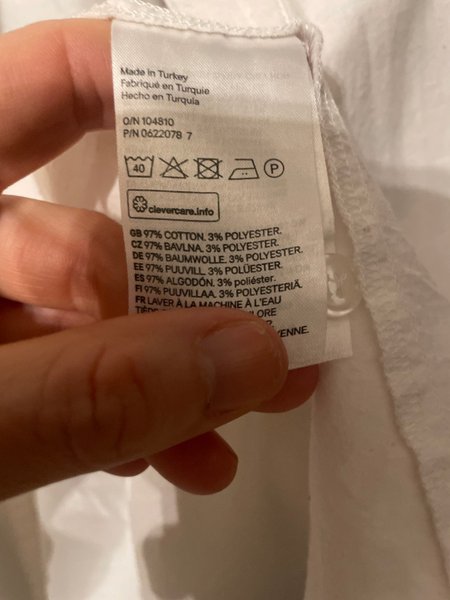 Made in Turkey
Fabriqué en Turquie
Hecho en Turquia
O/N 104810
P/N 0622078 7
40 P
clevercare.info
GB 97% COTTON. 3% POLYESTER.
CZ 97% BAVLNA. 3% POLYESTER.
DE 97% BAUMWOLLE. 3% POLYESTER.
EE 97% PUUVILL. 3% POLÜESTER.
ES 97% ALGODÓN. 3% poliéster.
FI 97% PUUVILLAA. 3% POLYESTERIÄ.
FR LAVER À LA MACHINE À L'EAU